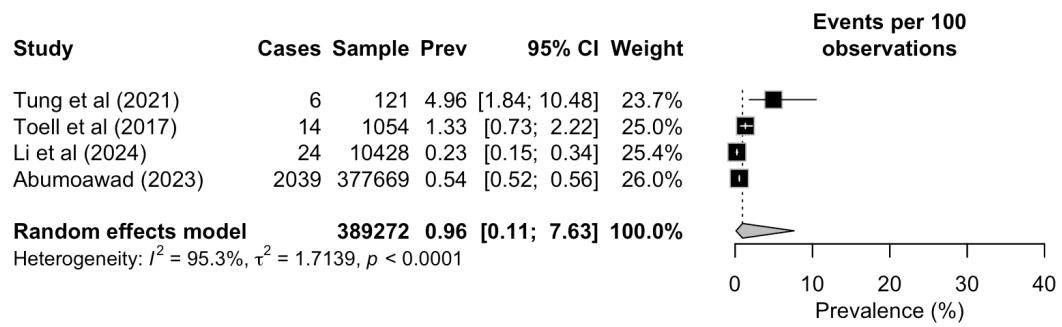 Events per 100
Study Cases Sample Prev 95% CI Weight observations
Tung et al (2021) 6 121 4.96 [1.84; 10.48] 23.7%
Toell et al (2017) 14 1054 1.33 [0.73; 2.22] 25.0%
Li et al (2024) 24 10428 0.23 [0.15; 0.34] 25.4%
Abumoawad (2023) 2039 377669 0.54 [0.52; 0.56] 26.0%
Random effects model 389272 0.96 [0.11; 7.63] 100.0%
Heterogeneity: I² = 95.3%, τ² = 1.7139, p < 0.0001
0 10 20 30 40
Prevalence (%)